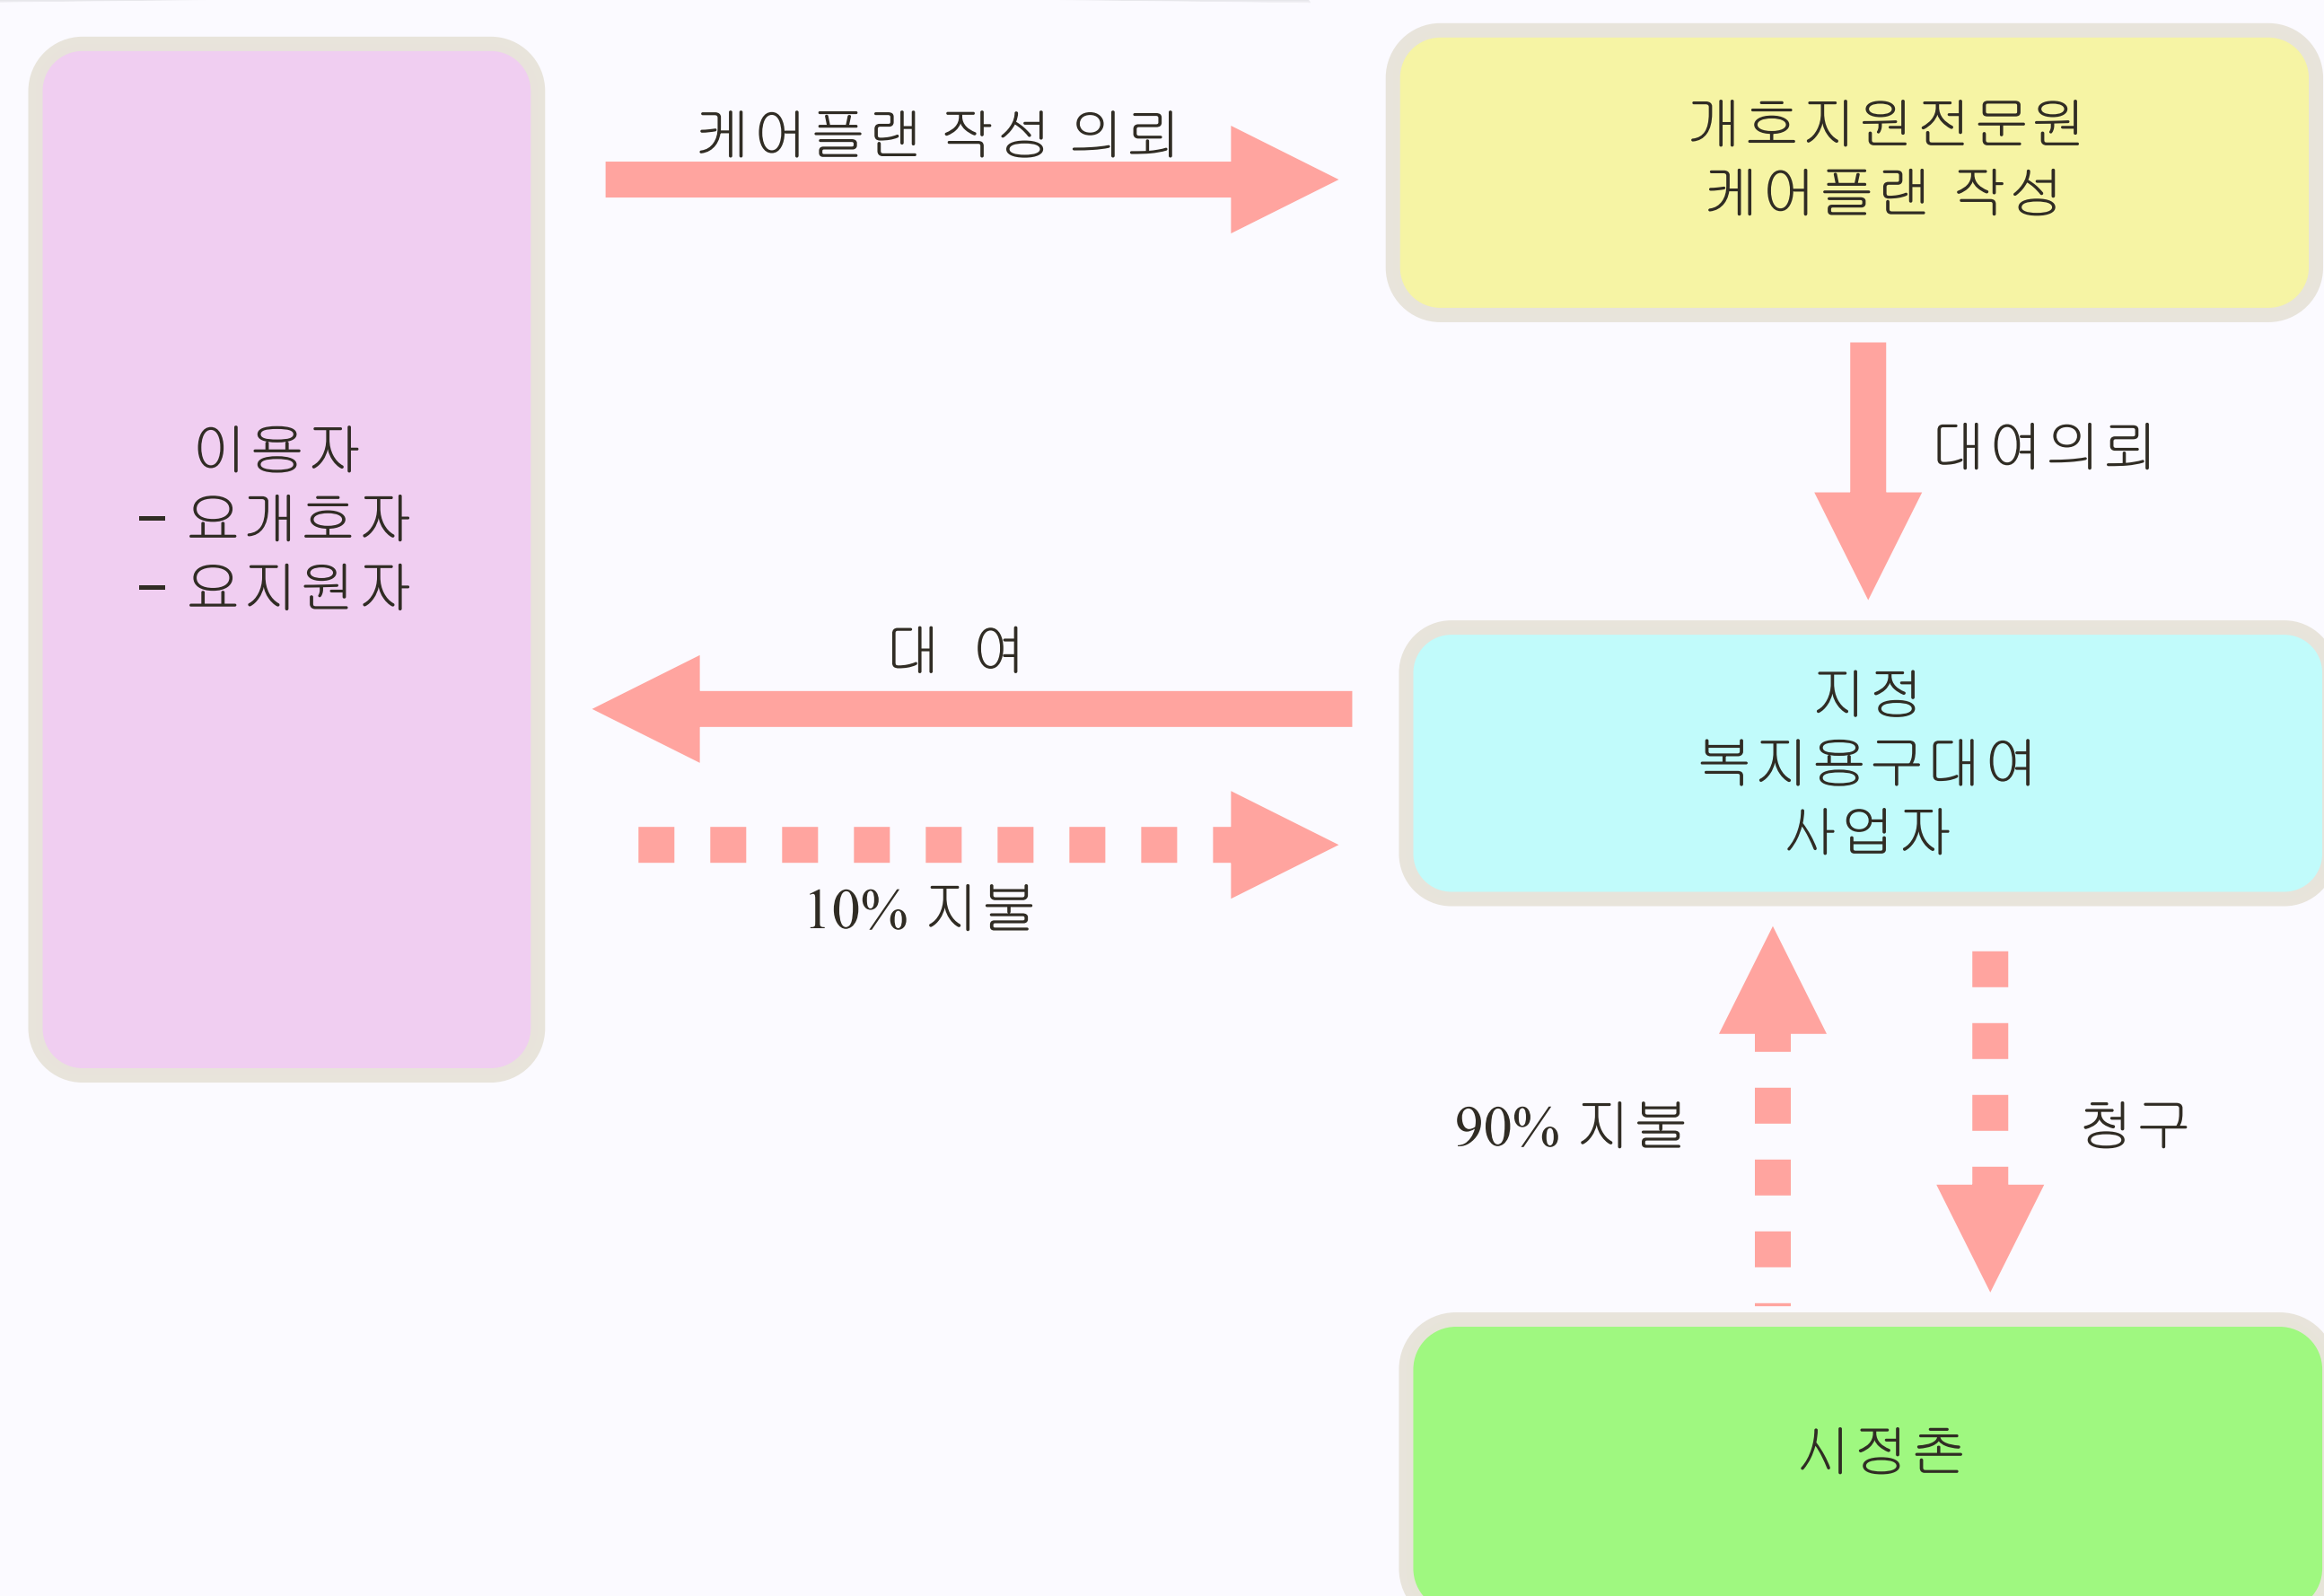 케어플랜 작성 의뢰
개호지원전문원
케어플랜 작성
대여의뢰
이용자
- 요개호자
- 요지원자
대 여
지정
복지용구대여
사업자
10% 지불
90% 지불
청구
시정촌